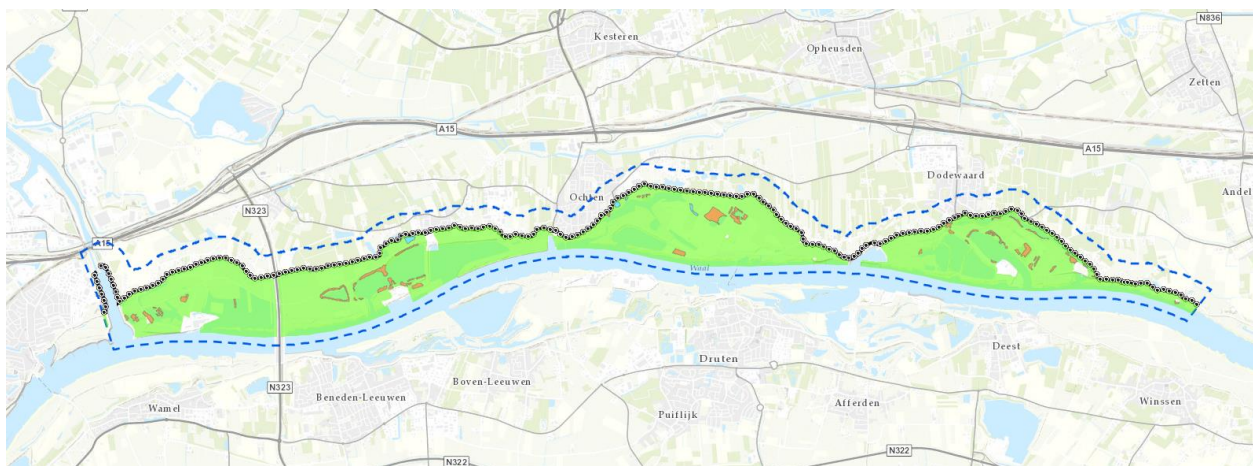 N836
Kesteren
Opheusden
Zetten
A15
A15
Ochten
Dodewaard
Andel
N323
A15
Waal
Druten
Deest
N323
Boven-Leeuwen
Beneden-Leeuwen
Wamel
Puiflijk
Afferden
Winssen
N322
N322